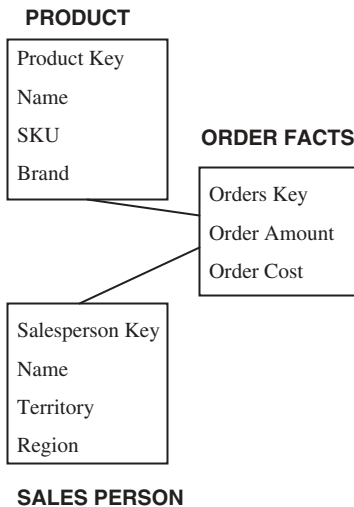 PRODUCT
Product Key
Name
SKU
Brand
ORDER FACTS
Orders Key
Order Amount
Order Cost
Salesperson Key
Name
Territory
Region
SALES PERSON